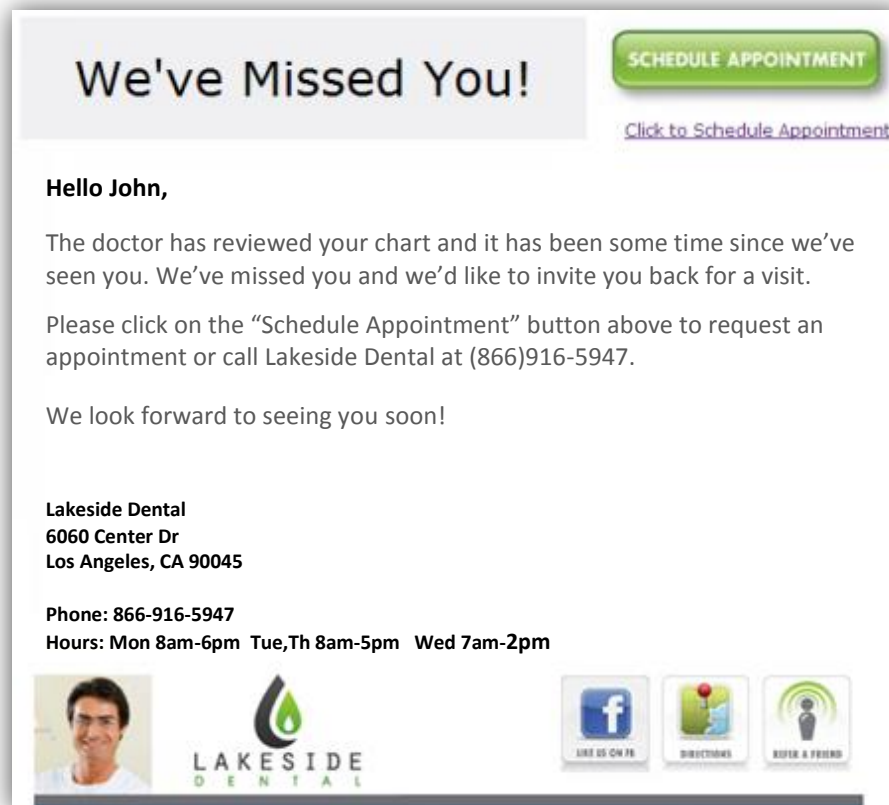 We've Missed You!
SCHEDULE APPOINTMENT
Click to Schedule Appointment
Hello John,
The doctor has reviewed your chart and it has been some time since we’ve
seen you. We’ve missed you and we’d like to invite you back for a visit.
Please click on the “Schedule Appointment” button above to request an
appointment or call Lakeside Dental at (866)916-5947.
We look forward to seeing you soon!
Lakeside Dental
6060 Center Dr
Los Angeles, CA 90045
Phone: 866-916-5947
Hours: Mon 8am-6pm  Tue,Th 8am-5pm   Wed 7am-2pm
LAKESIDE
DENTAL
f
LIKE US ON FB
DIRECTIONS
REFER A FRIEND